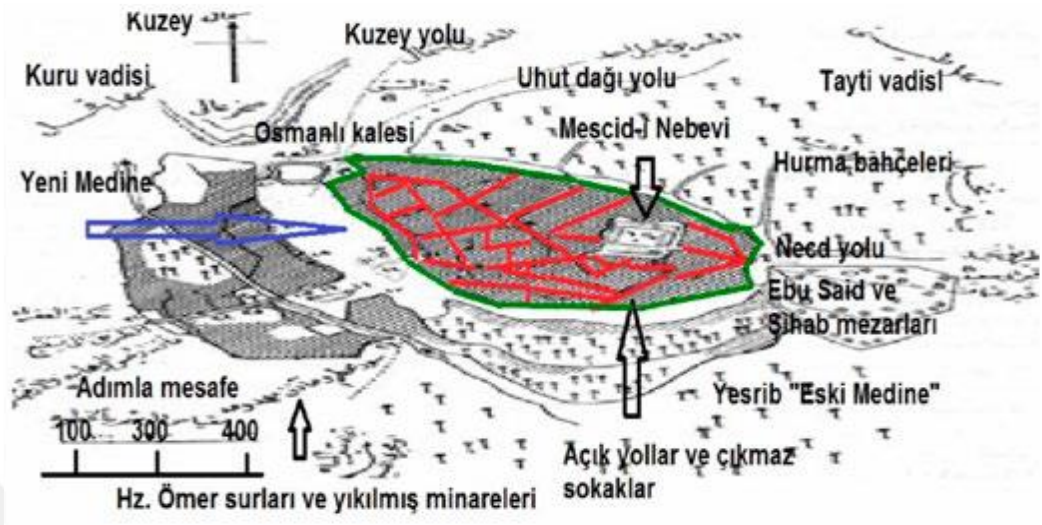 Kuzey
Kuzey yolu
Kuru vadisi
Uhut dağı yolu
Tayti vadisI
Osmanlı kalesi
Mescid-i Nebevi
Hurma bahçeleri
Yeni Medine
Necd yolu
Ebu Said ve
Şihab mezarları
Adımla mesafe
Yesrib "Eski Medine"
100. 300 400
Açık yollar ve çıkmaz
sokaklar
Hz. Ömer surları ve yıkılmış minareleri